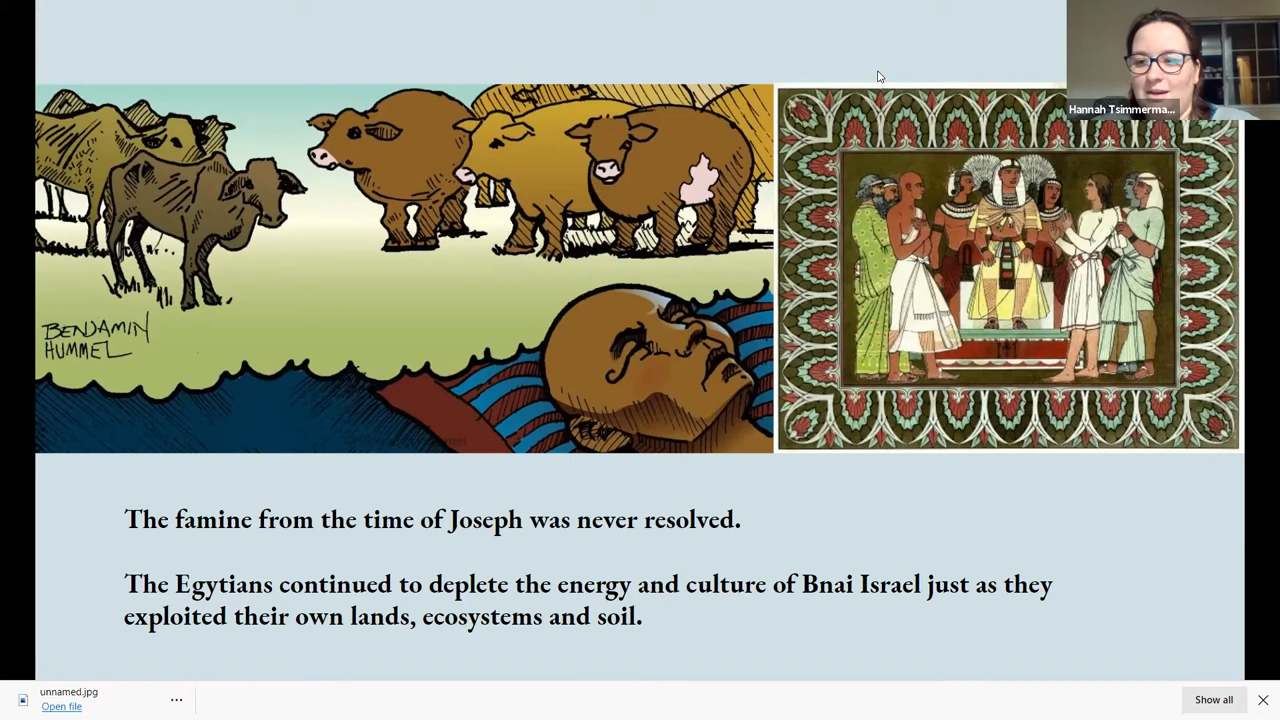 Hannah Tsimmerma...
BENJAMIN
HUMMEL
The famine from the time of Joseph was never resolved.
The Egytians continued to deplete the energy and culture of Bnai Israel just as they
exploited their own lands, ecosystems and soil.
unnamed.jpg
Open file
Show all